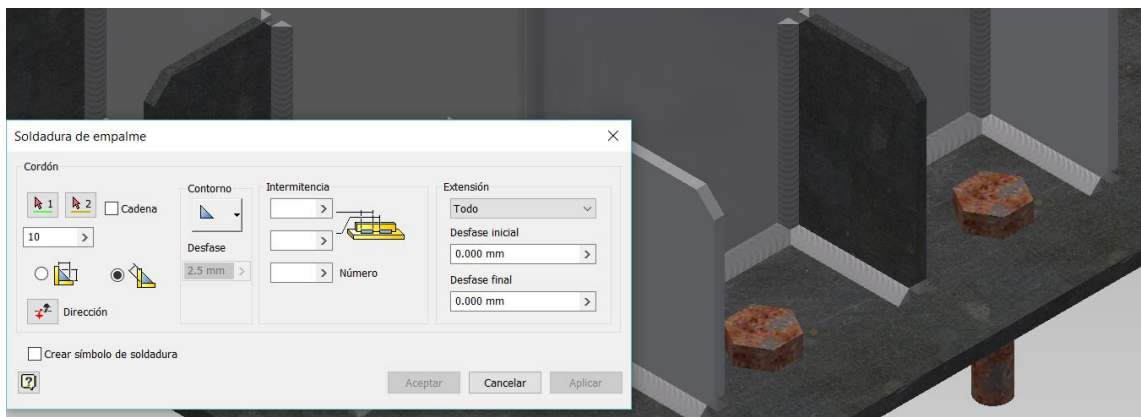 Soldadura de empalme
Cordón
1
2
Cadena
10
Dirección
Contorno
Desfase
2.5 mm
Intermitencia
Número
Extensión
Todo
Desfase inicial
0.000 mm
Desfase final
0.000 mm
Crear símbolo de soldadura
?
Aceptar
Cancelar
Aplicar